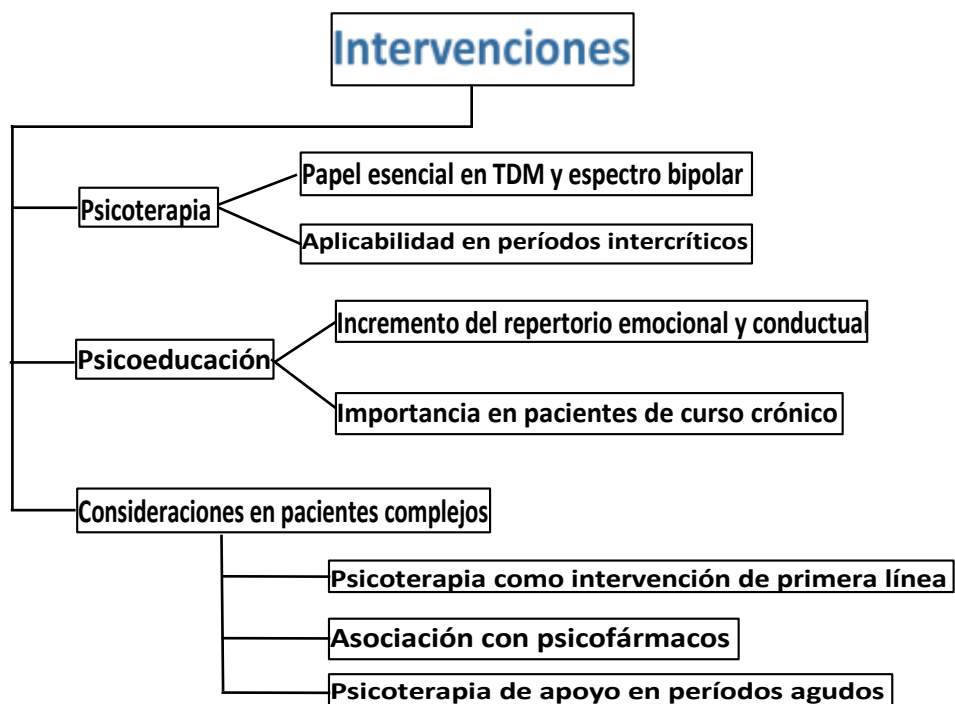 Intervenciones
Psicoterapia
Papel esencial en TDM y espectro bipolar
Aplicabilidad en períodos intercríticos
Psicoeducación
Incremento del repertorio emocional y conductual
Importancia en pacientes de curso crónico
Consideraciones en pacientes complejos
Psicoterapia como intervención de primera línea
Asociación con psicofármacos
Psicoterapia de apoyo en períodos agudos